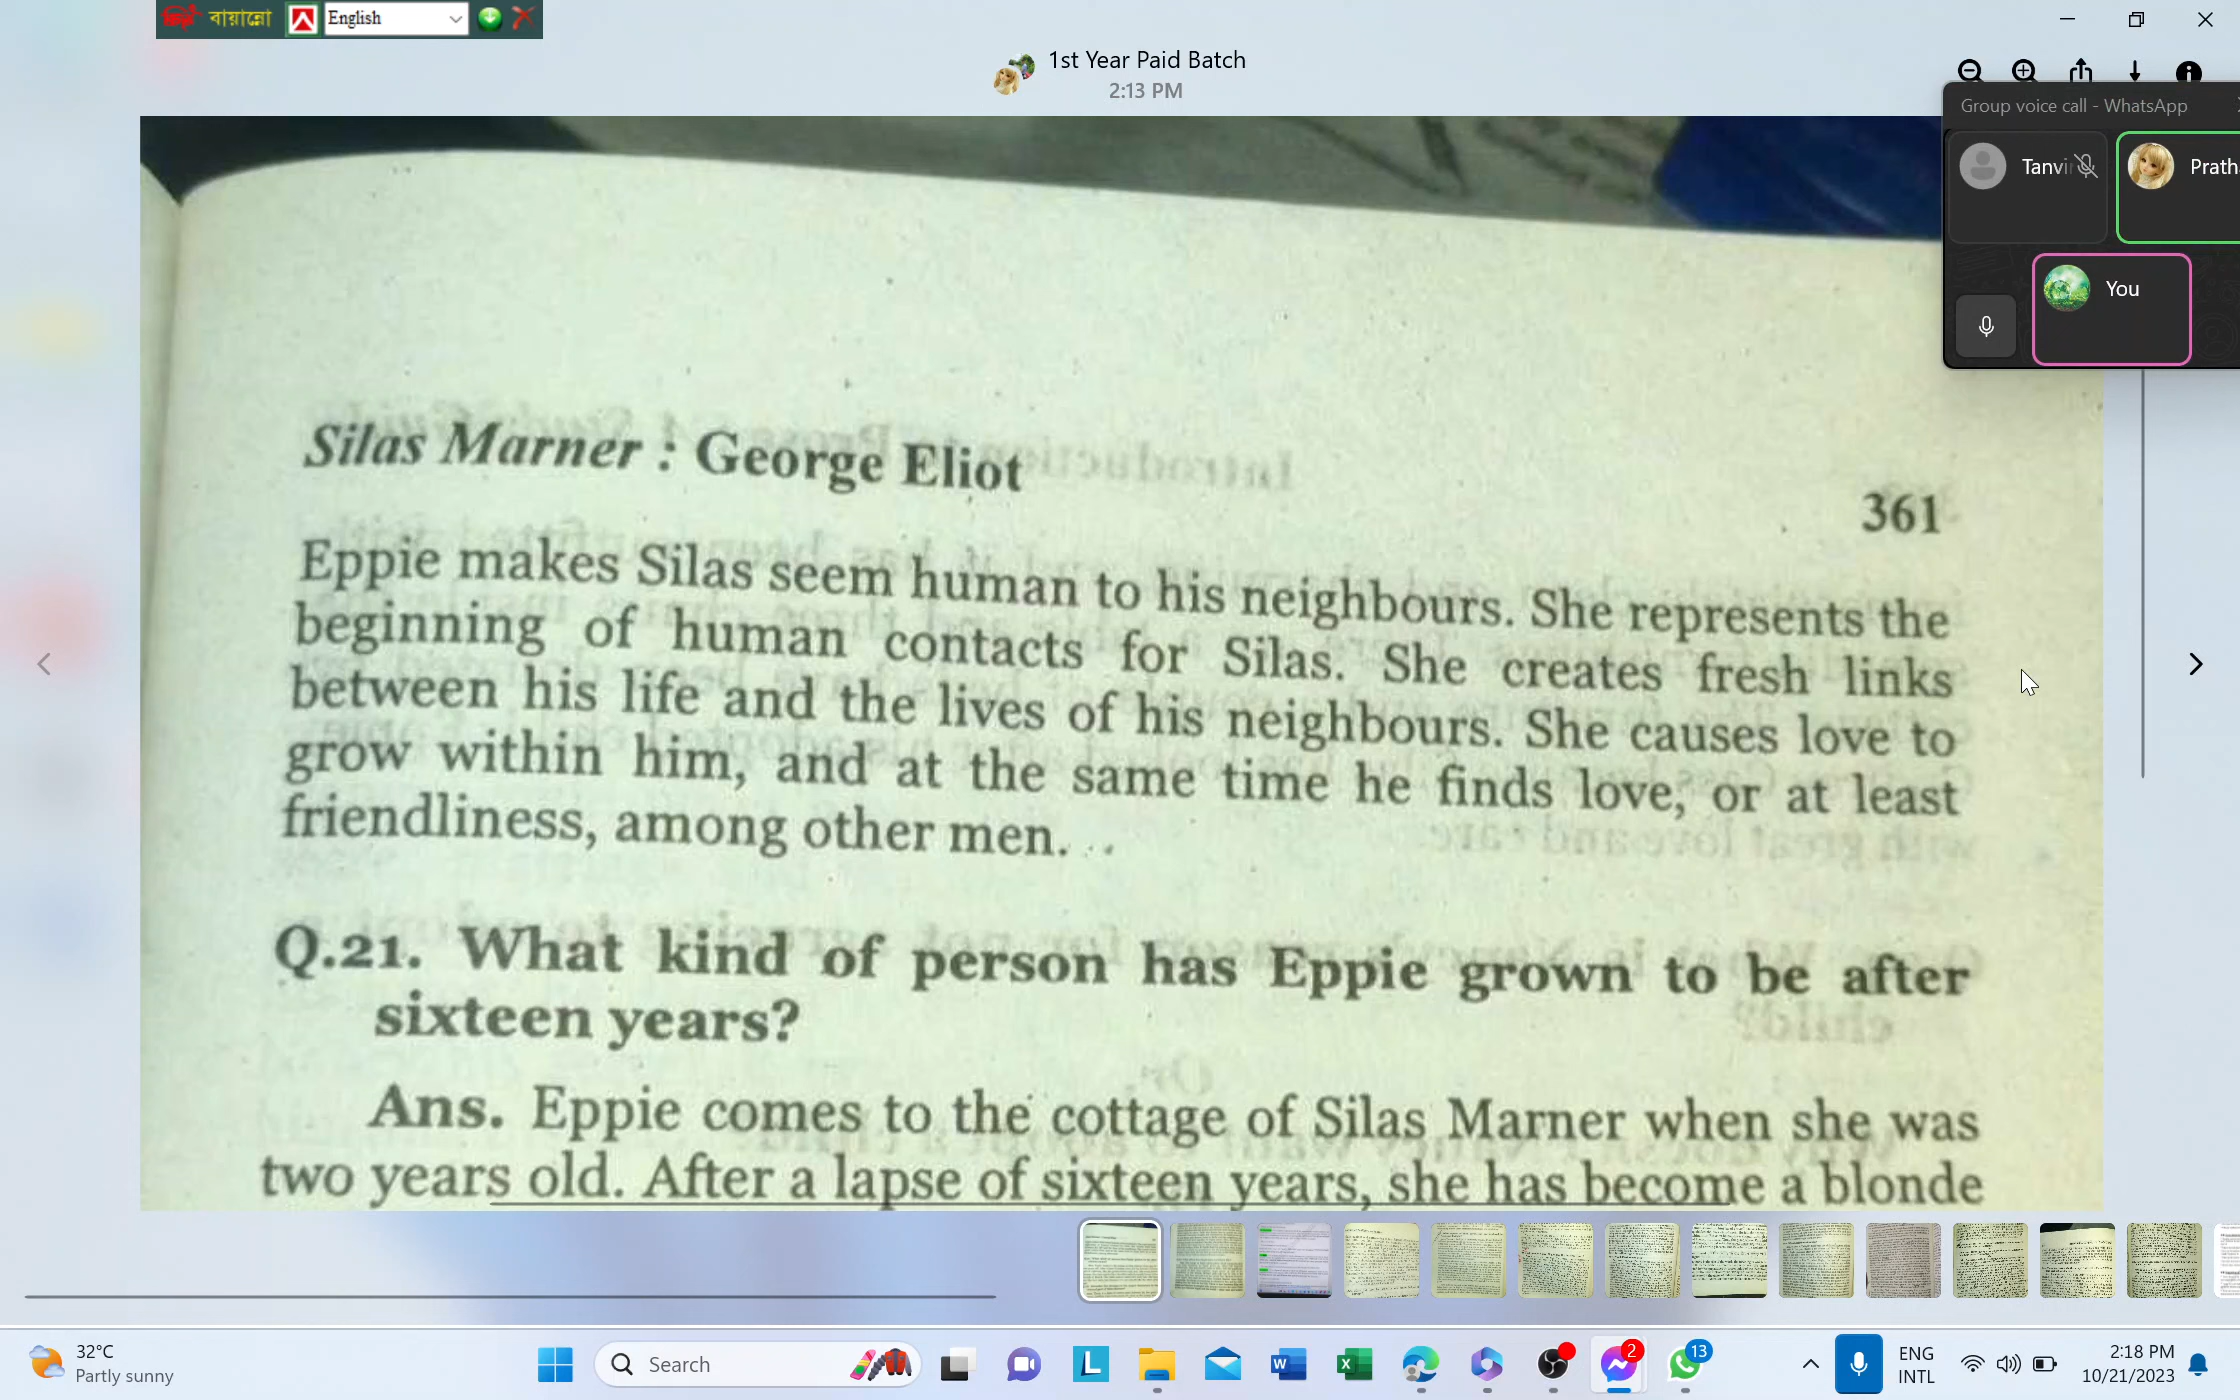 বায়ান্নো
English
1st Year Paid Batch
2:13 PM
Group voice call - WhatsApp
Tanvi
Prath
You
Silas Marner : George Eliot
361
Eppie makes Silas seem human to his neighbours. She represents the
beginning of human contacts for Silas. She creates fresh links
between his life and the lives of his neighbours. She causes love to
grow within him, and at the same time he finds love, or at least
friendliness, among other men.
Q.21. What kind of person has Eppie grown to be after
sixteen years?
Ans. Eppie comes to the cottage of Silas Marner when she was
two years old. After a lapse of sixteen years, she has become a blonde
32°C
Partly sunny
Search
2
13
ENG
INTL
2:18 PM
10/21/2023